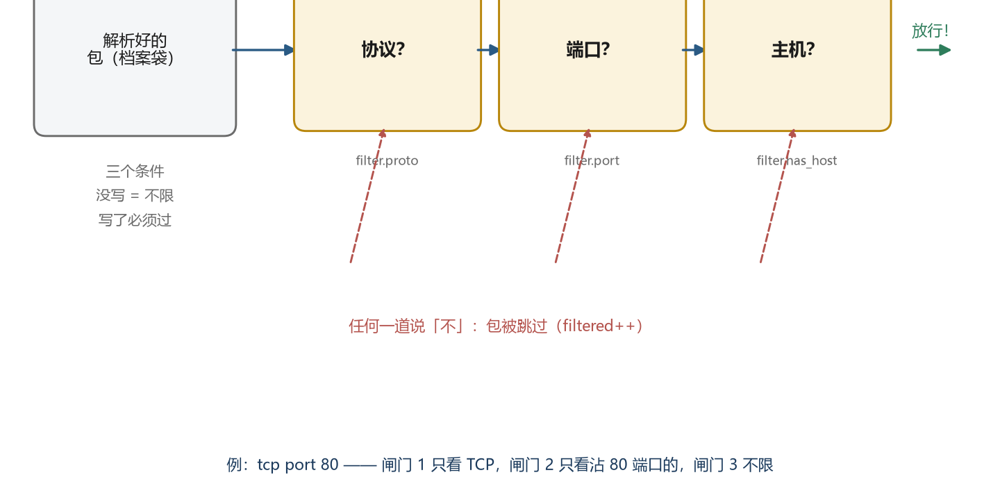 放行!
解析好的
包（档案袋）
协议?
端口?
主机?
filter.proto
filter.port
filter.has_host
三个条件
没写 = 不限
写了必须过
任何一道说「不」：包被跳过（filtered++）
例：tcp port 80 —— 闸门 1 只看 TCP，闸门 2 只看沾 80 端口的，闸门 3 不限